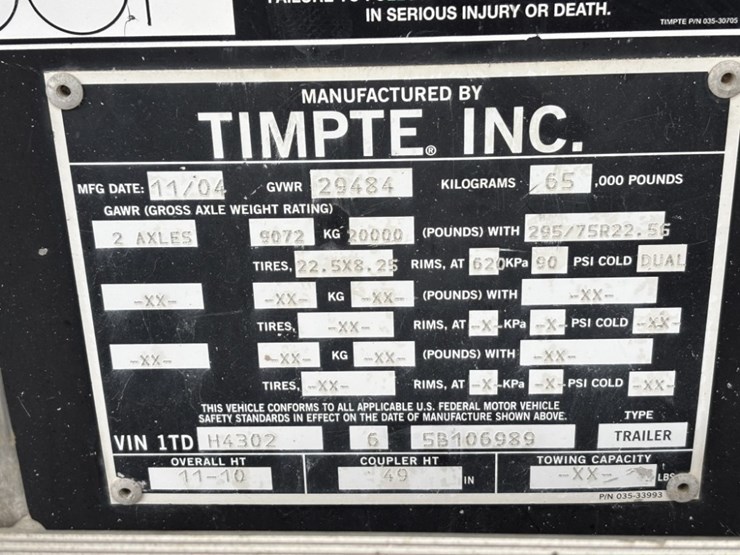 IN SERIOUS INJURY OR DEATH.
TIMPTE P/N 035-30705
MANUFACTURED BY
TIMPTE® INC.
MFG DATE: 11/04 GVWR 29484 KILOGRAMS 65 ,000 POUNDS
GAWR (GROSS AXLE WEIGHT RATING)
2 AXLES 9072 KG 20000 (POUNDS) WITH 295/75R22.5G
TIRES, 22.5X8.25 RIMS, AT 620 KPa 90 PSI COLD DUAL
-XX- -XX- KG -XX- (POUNDS) WITH -XX-
TIRES, -XX- RIMS, AT -X- KPa -X- PSI COLD -XX-
-XX- -XX- KG -XX- (POUNDS) WITH -XX-
TIRES, -XX- RIMS, AT -X- KPa -X- PSI COLD -XX-
THIS VEHICLE CONFORMS TO ALL APPLICABLE U.S. FEDERAL MOTOR VEHICLE
SAFETY STANDARDS IN EFFECT ON THE DATE OF MANUFACTURE SHOWN ABOVE.
TYPE
VIN 1TD H4302 6 5B106989 TRAILER
OVERALL HT COUPLER HT TOWING CAPACITY
11-10 49 IN -XX- LBS
P/N 035-33993